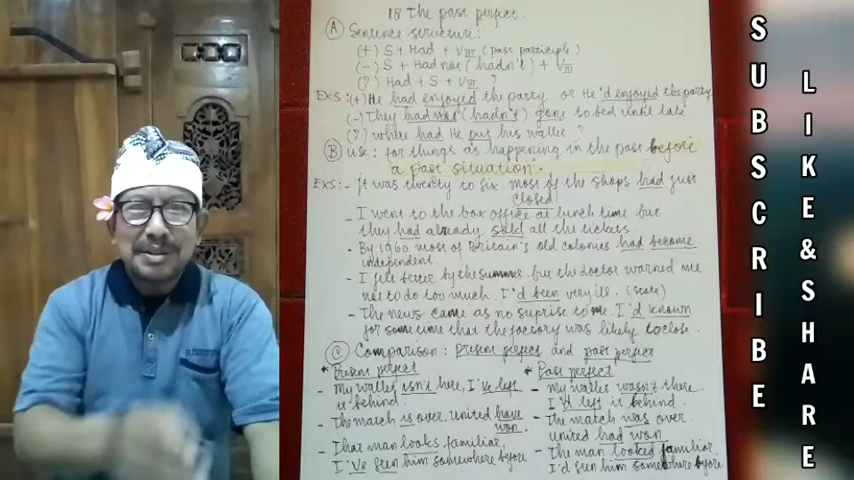 18 The past perfect.
(A) Sentence structure:
(+) S + Had + VIII (past participle)
(-) S + Had not (hadn't) + VIII
(?) Had + S + VIII ?
EXS: (+) He had enjoyed the party or He'd enjoyed the party
(-) They had not (hadn't) gone to bed until late.
(?) where had He put his wallet ?
(B) use: for things as happening in the past before
a past situation".
EXS: - it was twenty to six. most of the shops had just
closed
- I went to the box office at lunch time but
they had already sold all the tickets.
- By 1960 most of Britain's old colonies had become
independent.
- I felt better by the summer but the doctor warned me
not to do too much. I'd been very ill. (state)
- The news came as no suprise to me. I'd known
for some time that the factory was likely to close.
(C) Comparison: present perfect and past perfect
* Present perfect
- My wallet isn't here, I've left
it behind.
- The match is over. united have
won.
- That man looks familiar,
I've seen him somewhere before
* Past perfect
- my wallet wasn't there.
I'd left it behind.
- The match was over.
united had won
- The man looked familiar.
I'd seen him somewhere before
SUBSCRIBE
LIKE & SHARE